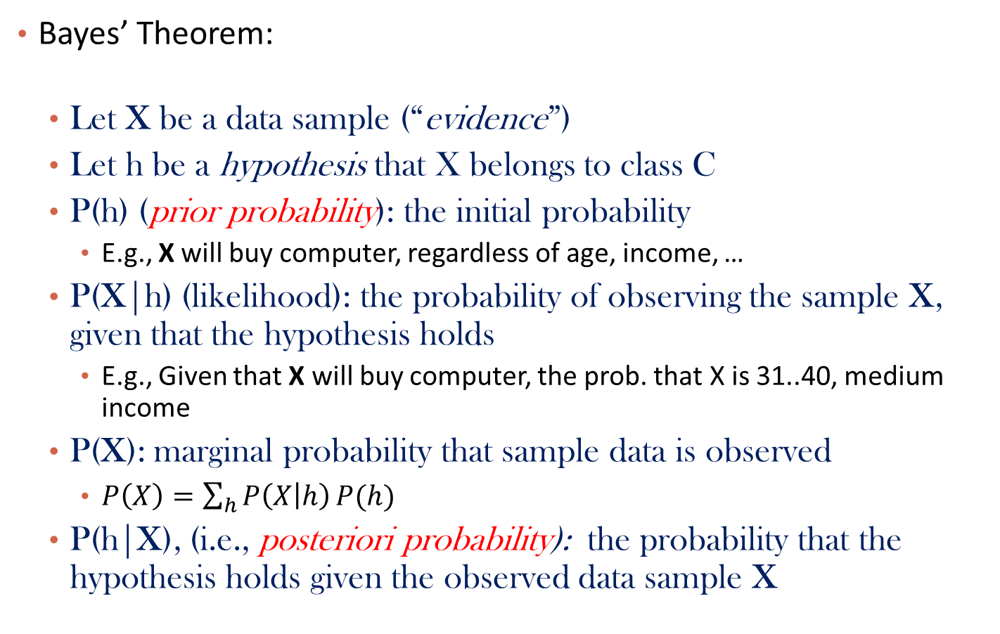 • Bayes’ Theorem:
• Let X be a data sample (“evidence”)
• Let h be a hypothesis that X belongs to class C
• P(h) (prior probability): the initial probability
• E.g., X will buy computer, regardless of age, income, …
• P(X|h) (likelihood): the probability of observing the sample X,
given that the hypothesis holds
• E.g., Given that X will buy computer, the prob. that X is 31..40, medium
income
• P(X): marginal probability that sample data is observed
• P(X) = ∑ₕ P(X|h) P(h)
• P(h|X), (i.e., posteriori probability): the probability that the
hypothesis holds given the observed data sample X